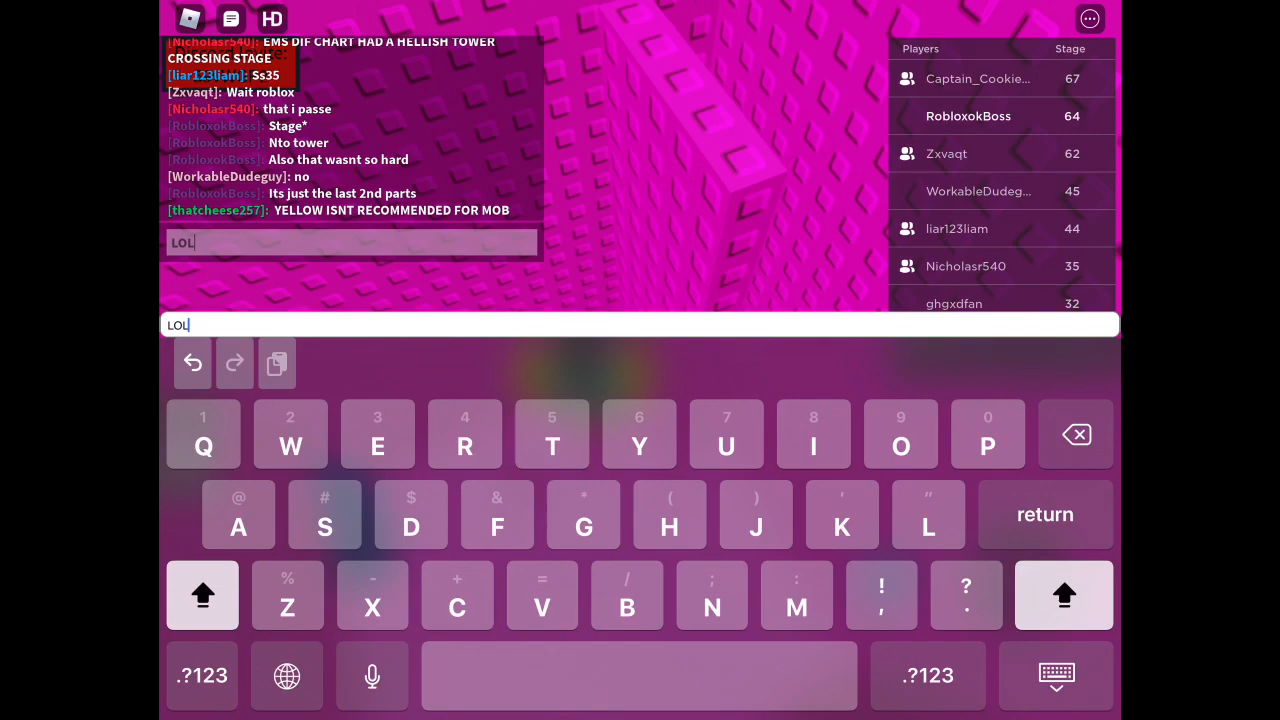 HD
[Nicholasr540]: EMS DIF CHART HAD A HELLISH TOWER
CROSSING STAGE
[liar123liam]: Ss35
[Zxvaqt]: Wait roblox
[Nicholasr540]: that i passe
[RobloxokBoss]: Stage*
[RobloxokBoss]: Nto tower
[RobloxokBoss]: Also that wasnt so hard
[WorkableDudeguy]: no
[RobloxokBoss]: Its just the last 2nd parts
[thatcheese257]: YELLOW ISNT RECOMMENDED FOR MOB
LOL
Players Stage
Captain_Cookie... 67
RobloxokBoss 64
Zxvaqt 62
WorkableDudeg... 45
liar123liam 44
Nicholasr540 35
ghgxdfan 32
LOL
1 2 3 4 5 6 7 8 9 0
Q W E R T Y U I O P
@ # $ & * ( ) ' "
A S D F G H J K L return
% - + = / ; : ! ?
Z X C V B N M , .
.?123 .?123